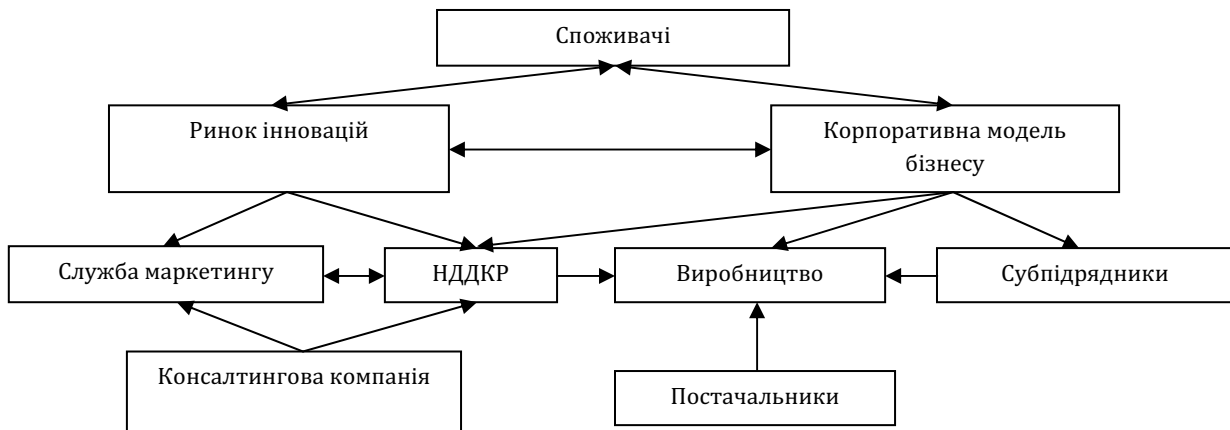 Споживачі
Ринок інновацій
Корпоративна модель
бізнесу
Служба маркетингу
НДДКР
Виробництво
Субпідрядники
Консалтингова компанія
Постачальники